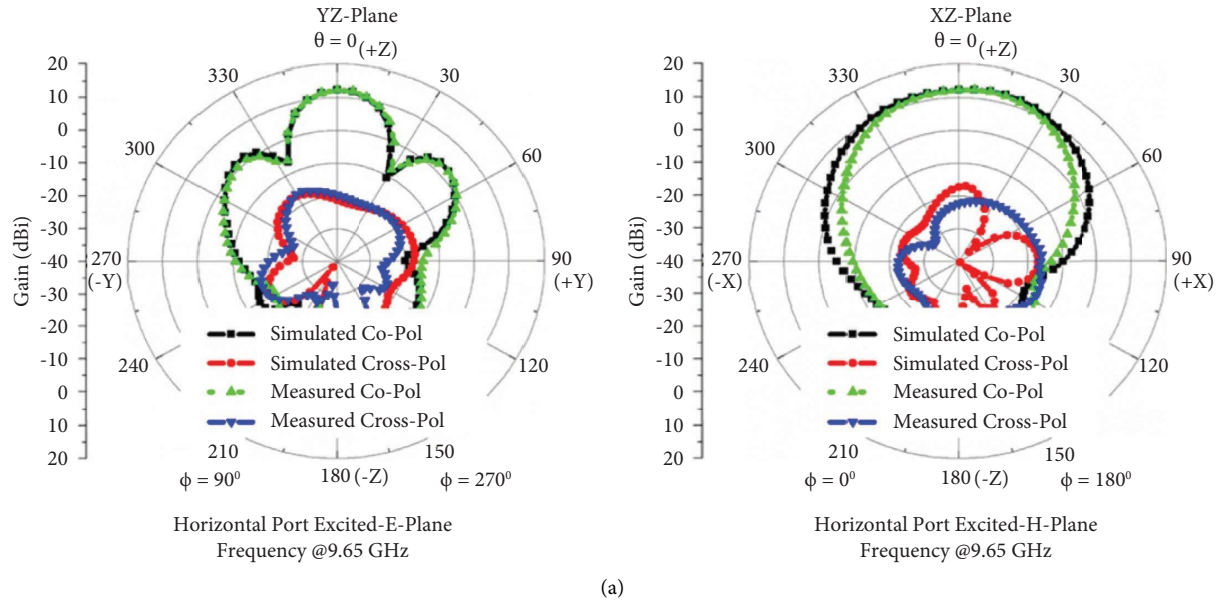 YZ-Plane
θ = 0 (+Z)
20
10
0
-10
-20
-30
-40
-30
-20
-10
0
10
20
Gain (dBi)
330
30
300
60
270
(-Y)
90
(+Y)
240
120
210
150
180 (-Z)
ϕ = 90⁰
ϕ = 270⁰
Simulated Co-Pol
Simulated Cross-Pol
Measured Co-Pol
Measured Cross-Pol
Horizontal Port Excited-E-Plane
Frequency @9.65 GHz
XZ-Plane
θ = 0 (+Z)
20
10
0
-10
-20
-30
-40
-30
-20
-10
0
10
20
Gain (dBi)
330
30
300
60
270
(-X)
90
(+X)
240
120
210
150
180 (-Z)
ϕ = 0⁰
ϕ = 180⁰
Simulated Co-Pol
Simulated Cross-Pol
Measured Co-Pol
Measured Cross-Pol
Horizontal Port Excited-H-Plane
Frequency @9.65 GHz
(a)